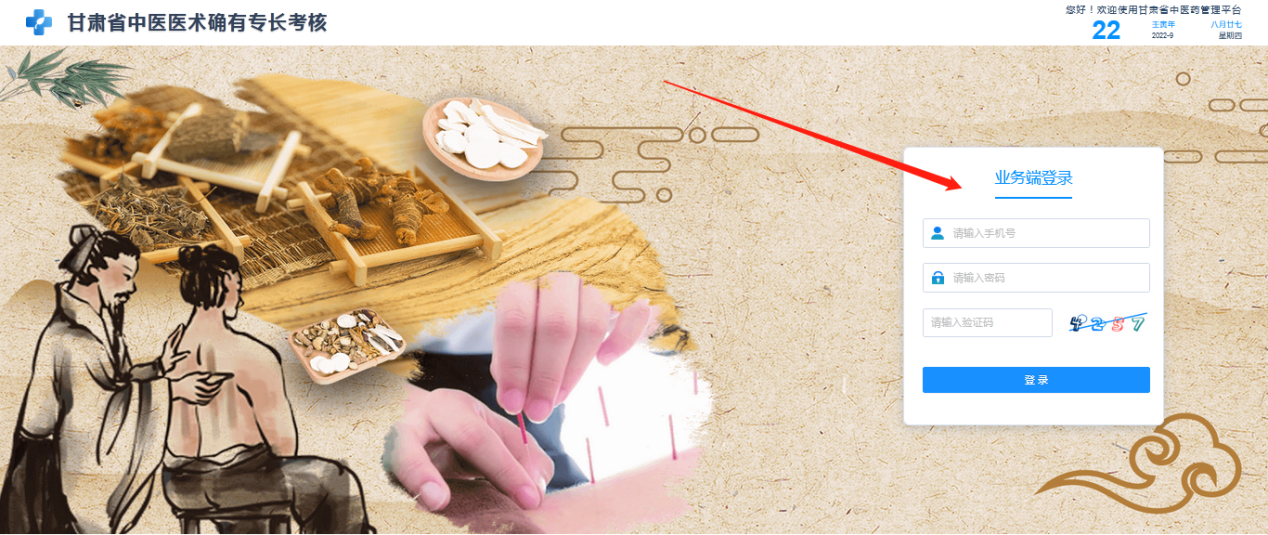 甘肃省中医医术确有专长考核
您好！欢迎使用甘肃省中医药管理平台
22
壬寅年
八月廿七
2022-9
星期四
业务端登录
请输入手机号
请输入密码
请输入验证码
4257
登 录